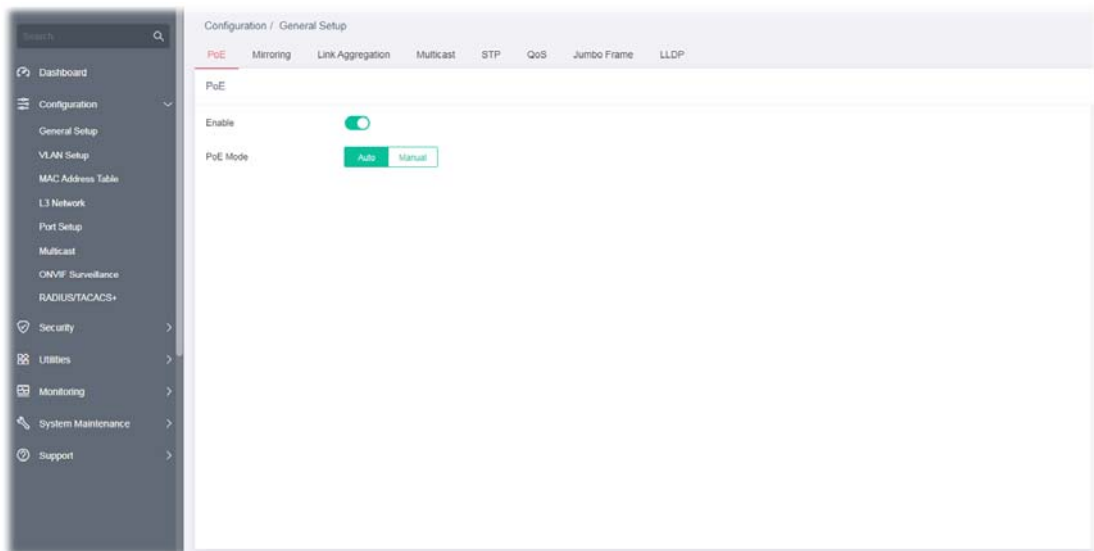 Search
Dashboard
Configuration
General Setup
VLAN Setup
MAC Address Table
L3 Network
Port Setup
Multicast
ONVIF Surveillance
RADIUS/TACACS+
Security
Utilities
Monitoring
System Maintenance
Support
Configuration / General Setup
PoE Mirroring Link Aggregation Multicast STP QoS Jumbo Frame LLDP
PoE
Enable
PoE Mode Auto Manual